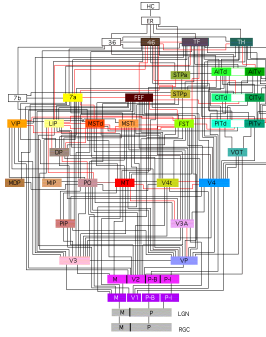 HC
ER
36 46 TF TH
STPa AITd AITv
7b 7a FEF STPp CITd CITv
VIP LIP MSTd MSTl FST PITd PITv
DP VOT
MDP MIP PO MT V4t V4
PIP V3A
V3 VP
M V2 P-B P-I
M V1 P-B P-I
M P LGN
M P RGC